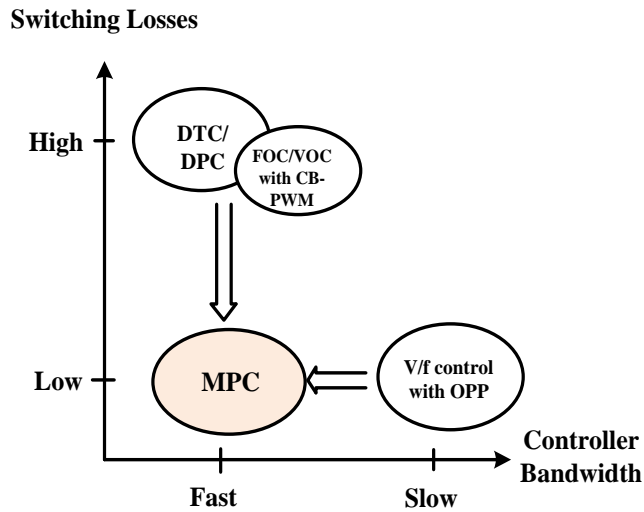 Switching Losses
High
DTC/
DPC
FOC/VOC
with CB-
PWM
Low
MPC
V/f control
with OPP
Controller
Bandwidth
Fast
Slow